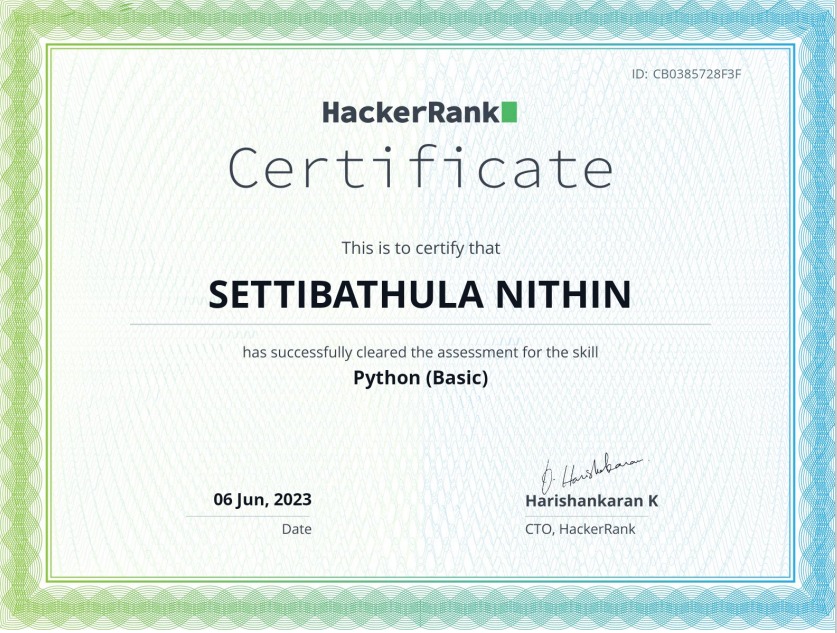 ID: CB0385728F3F
HackerRank
Certificate
This is to certify that
SETTIBATHULA NITHIN
has successfully cleared the assessment for the skill
Python (Basic)
06 Jun, 2023
Date
Harishankaran K
CTO, HackerRank